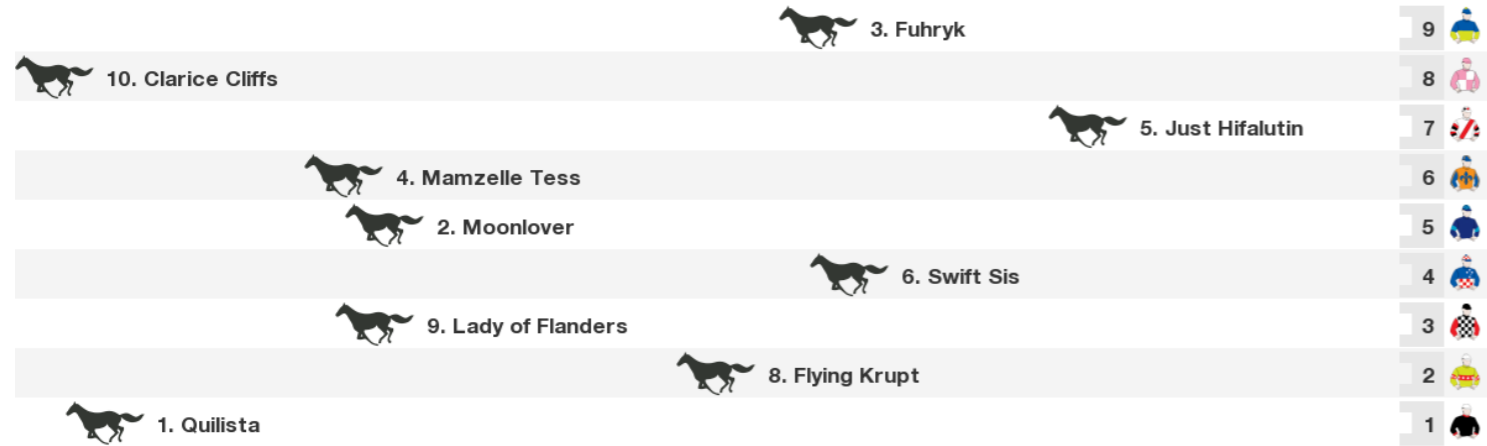 3. Fuhryk 9
10. Clarice Cliffs 8
5. Just Hifalutin 7
4. Mamzelle Tess 6
2. Moonlover 5
6. Swift Sis 4
9. Lady of Flanders 3
8. Flying Krupt 2
1. Quilista 1